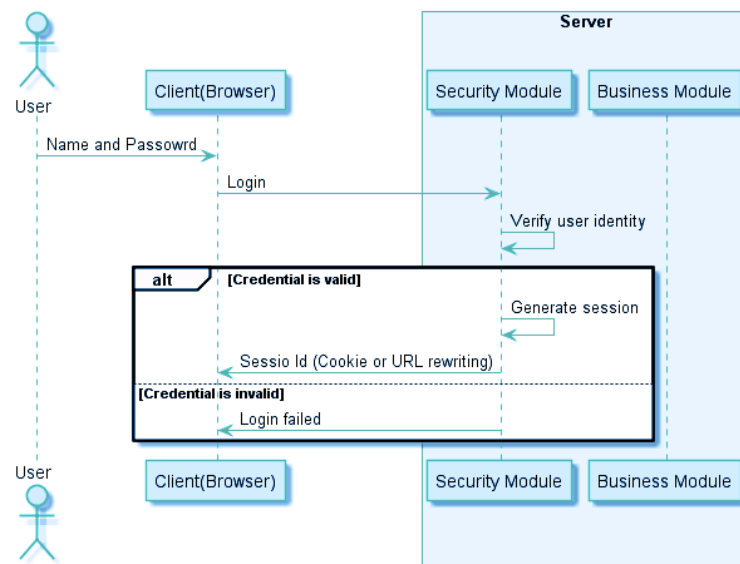 Server
User
Client(Browser)
Security Module
Business Module
Name and Passowrd
Login
Verify user identity
alt
[Credential is valid]
Generate session
Sessio Id (Cookie or URL rewriting)
[Credential is invalid]
Login failed
User
Client(Browser)
Security Module
Business Module